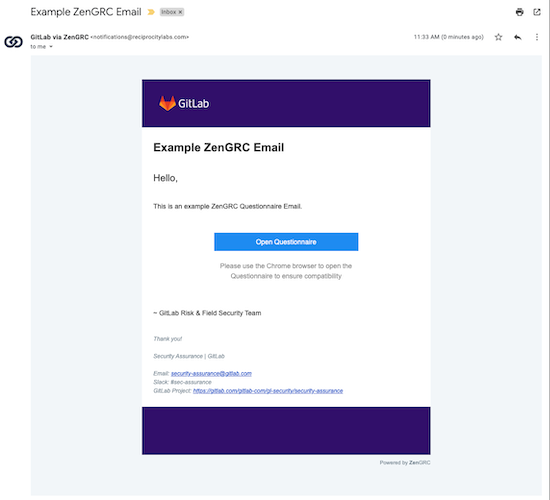 Example ZenGRC Email
Inbox ×
GitLab via ZenGRC <notifications@reciprocitylabs.com>
11:33 AM (0 minutes ago)
to me
GitLab
Example ZenGRC Email
Hello,
This is an example ZenGRC Questionnaire Email.
Open Questionnaire
Please use the Chrome browser to open the
Questionnaire to ensure compatibility
~ GitLab Risk & Field Security Team
Thank you!
Security Assurance | GitLab
Email: security-assurance@gitlab.com
Slack: #sec-assurance
GitLab Project: https://gitlab.com/gitlab-com/gl-security/security-assurance
Powered by ZenGRC